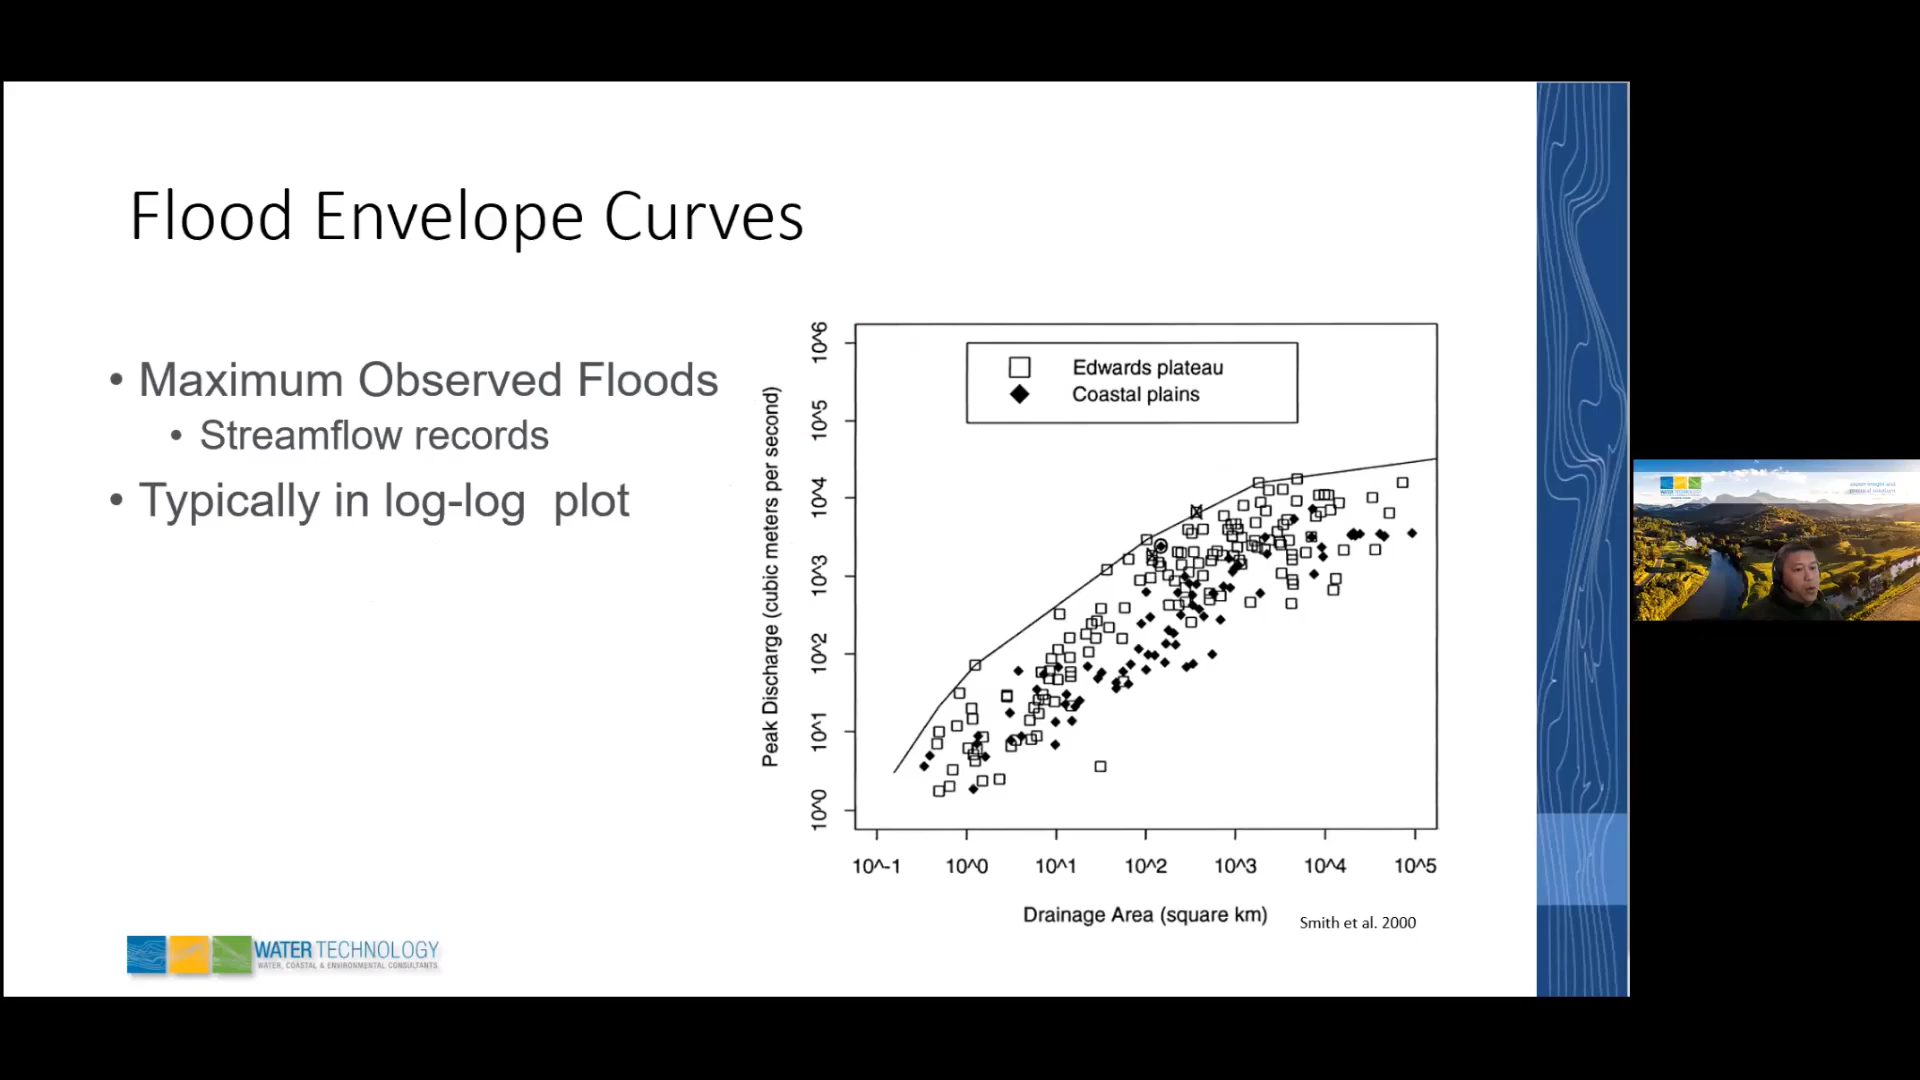 Flood Envelope Curves
• Maximum Observed Floods
• Streamflow records
• Typically in log-log plot
Edwards plateau
Coastal plains
Peak Discharge (cubic meters per second)
10^6
10^5
10^4
10^3
10^2
10^1
10^0
10^-1 10^0 10^1 10^2 10^3 10^4 10^5
Drainage Area (square km)
Smith et al. 2000
WATER TECHNOLOGY
WATER, COASTAL & ENVIRONMENTAL CONSULTANTS